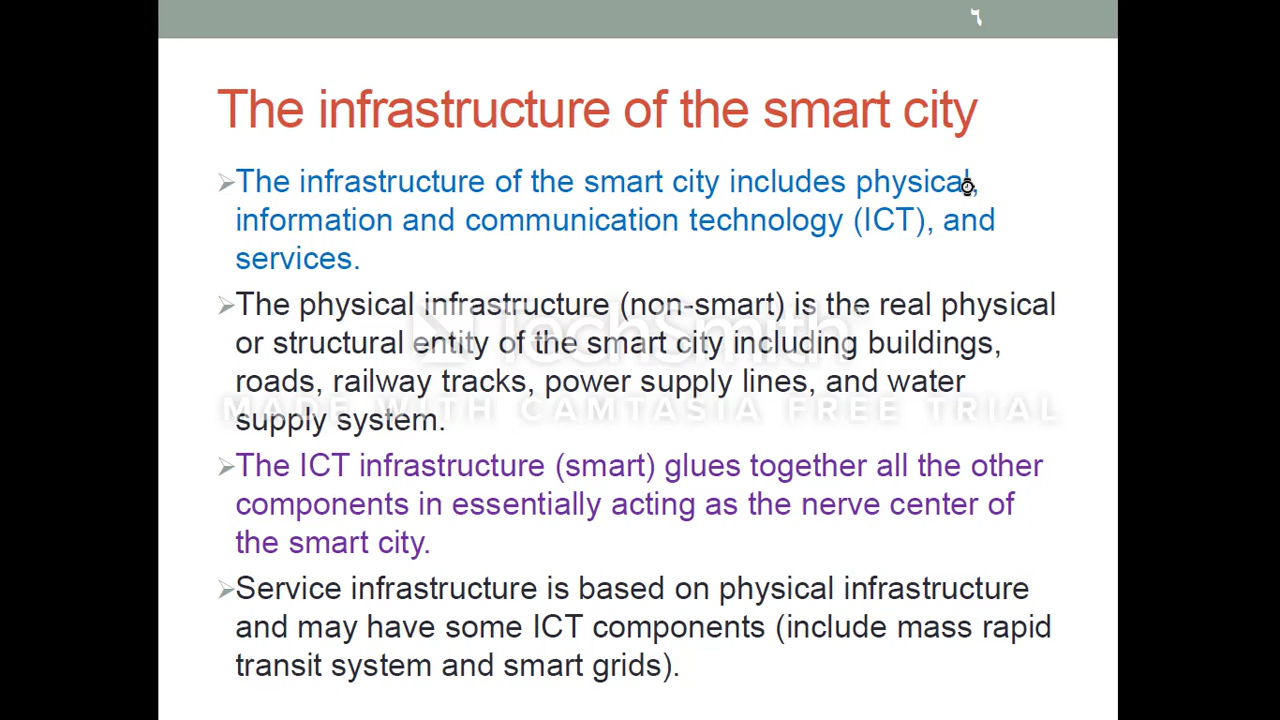 ٦
The infrastructure of the smart city
➢The infrastructure of the smart city includes physical,
information and communication technology (ICT), and
services.
➢The physical infrastructure (non-smart) is the real physical
or structural entity of the smart city including buildings,
roads, railway tracks, power supply lines, and water
supply system.
TechSmith
MADE WITH CAMTASIA FREE TRIAL
➢The ICT infrastructure (smart) glues together all the other
components in essentially acting as the nerve center of
the smart city.
➢Service infrastructure is based on physical infrastructure
and may have some ICT components (include mass rapid
transit system and smart grids).